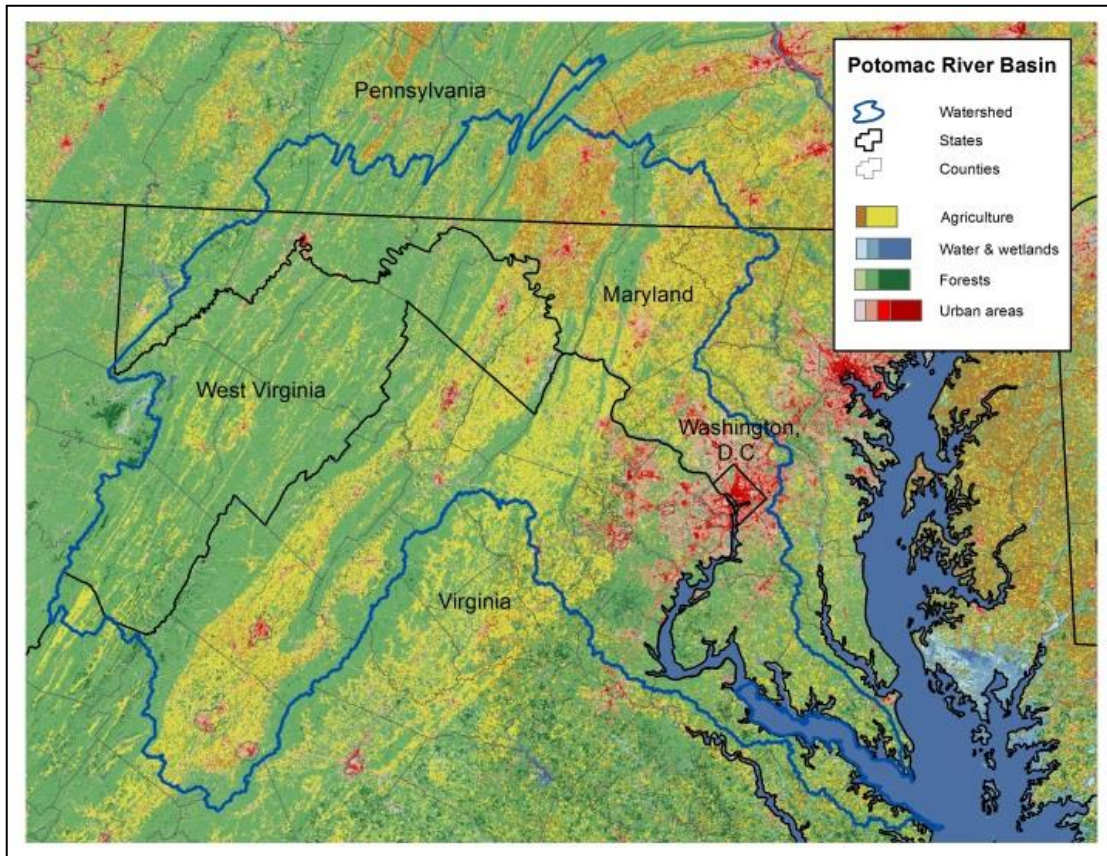 Potomac River Basin
Watershed
States
Counties
Agriculture
Water & wetlands
Forests
Urban areas
Pennsylvania
Maryland
West Virginia
Washington,
D.C.
Virginia